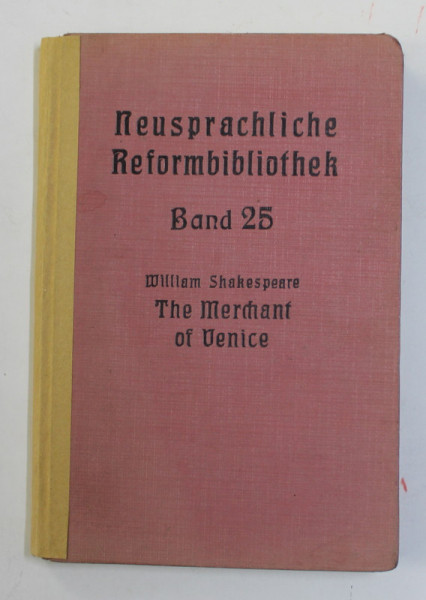 Neusprachliche
Reformbibliothek
Band 25
William Shakespeare
The Merchant
of Venice